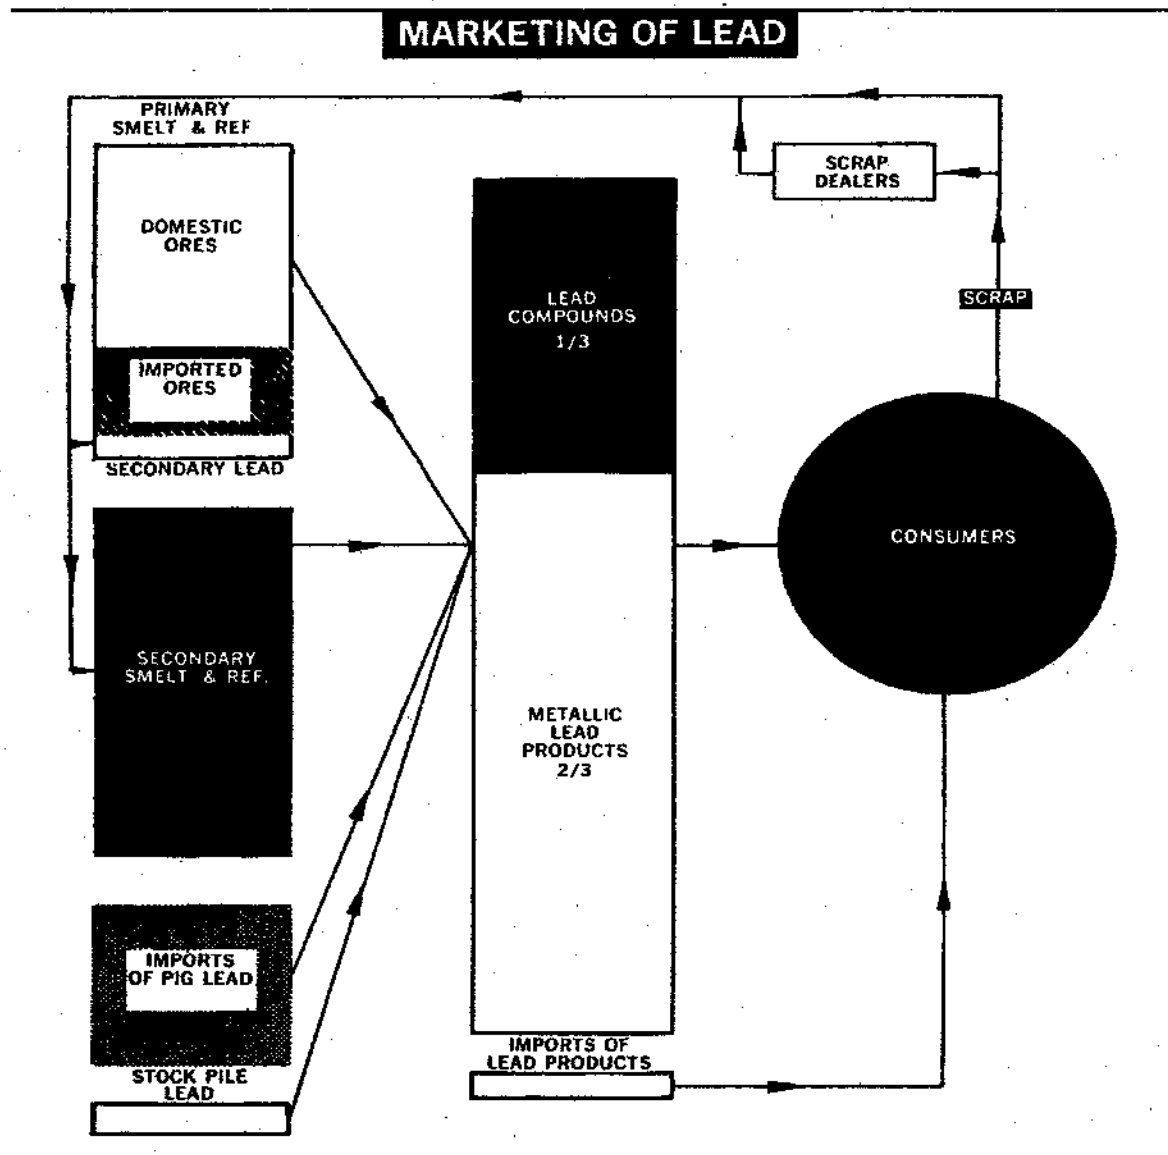 MARKETING OF LEAD
PRIMARY
SMELT & REF
DOMESTIC
ORES
IMPORTED
ORES
SECONDARY LEAD
SECONDARY
SMELT & REF.
IMPORTS
OF PIG LEAD
STOCK PILE
LEAD
LEAD
COMPOUNDS
1/3
METALLIC
LEAD
PRODUCTS
2/3
IMPORTS OF
LEAD PRODUCTS
SCRAP
DEALERS
SCRAP
CONSUMERS